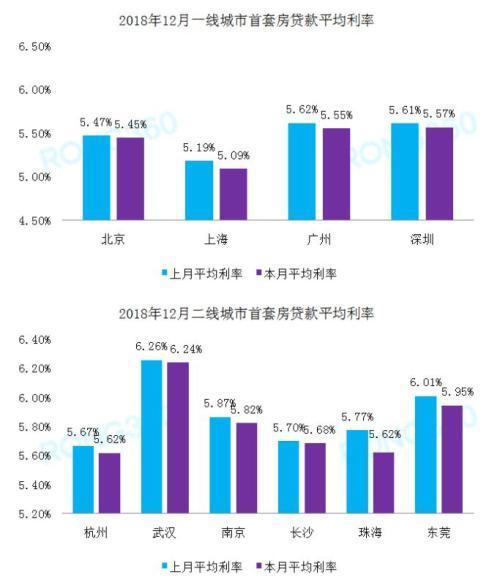 2018年12月一线城市首套房贷款平均利率
6.50%
6.00%
5.50%
5.00%
4.50%
5.47% 5.45% 5.19% 5.09% 5.62% 5.55% 5.61% 5.57%
北京 上海 广州 深圳
上月平均利率 本月平均利率
2018年12月二线城市首套房贷款平均利率
6.40%
6.20%
6.00%
5.80%
5.60%
5.40%
5.20%
5.67% 5.62% 6.26% 6.24% 5.87% 5.82% 5.70% 5.68% 5.77% 5.62% 6.01% 5.95%
杭州 武汉 南京 长沙 珠海 东莞
上月平均利率 本月平均利率